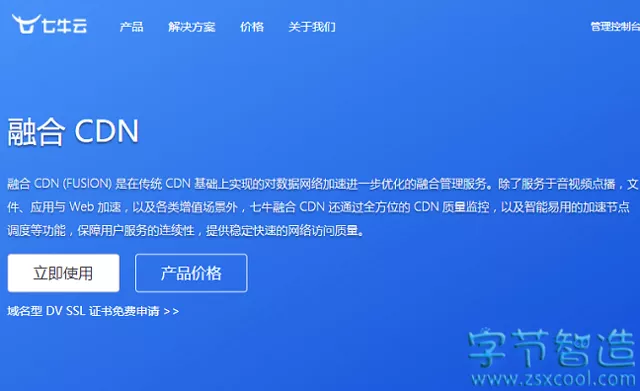 七牛云 产品 解决方案 价格 关于我们 管理控制台
融合 CDN
融合 CDN (FUSION) 是在传统 CDN 基础上实现的对数据网络加速进一步优化的融合管理服务。除了服务于音视频点播，文
件、应用与 Web 加速，以及各类增值场景外，七牛融合 CDN 还通过全方位的 CDN 质量监控，以及智能易用的加速节点
调度等功能，保障用户服务的连续性，提供稳定快速的网络访问质量。
立即使用 产品价格
域名型 DV SSL 证书免费申请 >>
字节智造
www.zsxcool.com